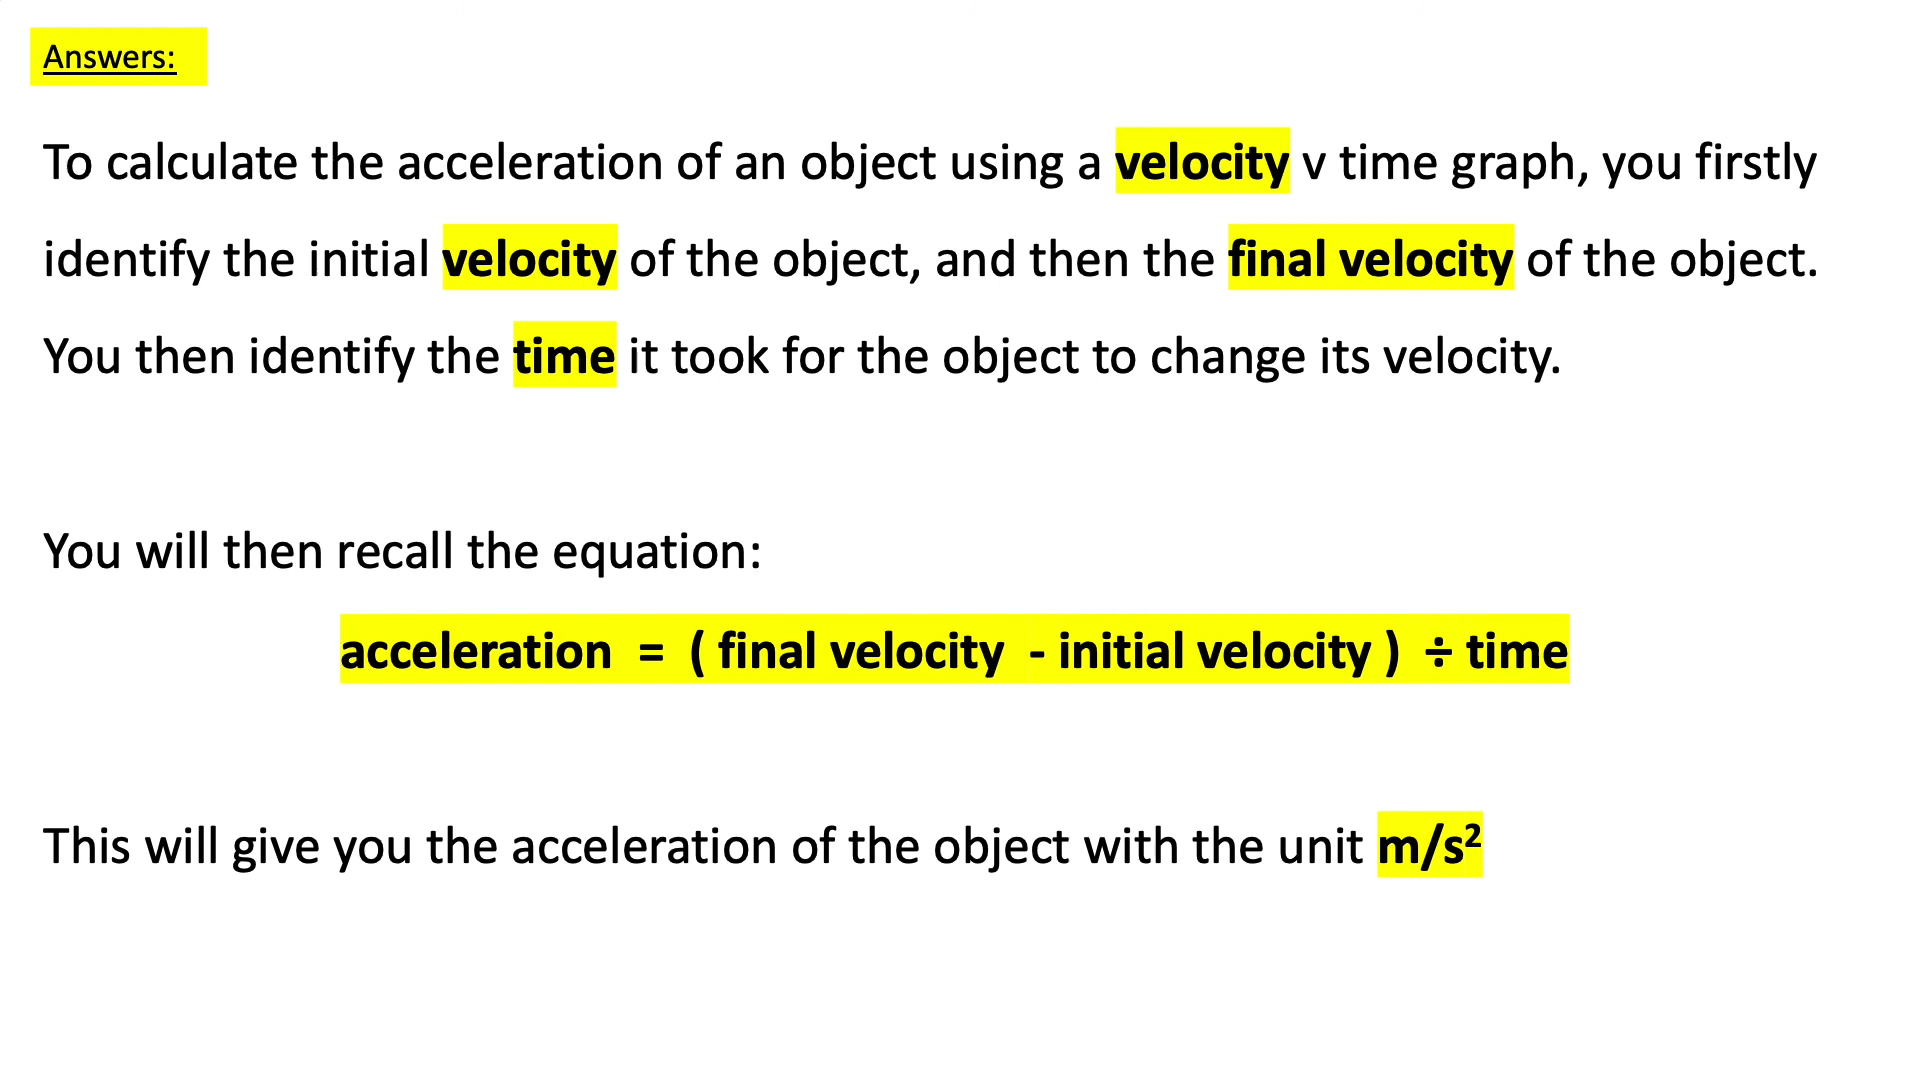 Answers:
To calculate the acceleration of an object using a velocity v time graph, you firstly
identify the initial velocity of the object, and then the final velocity of the object.
You then identify the time it took for the object to change its velocity.
You will then recall the equation:
acceleration = ( final velocity - initial velocity ) ÷ time
This will give you the acceleration of the object with the unit m/s²